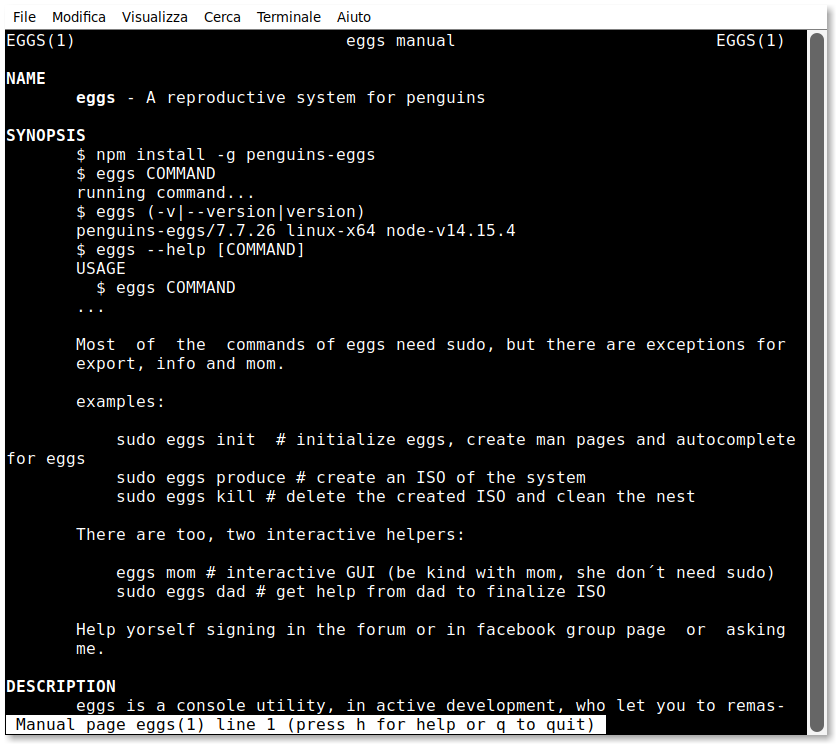 File Modifica Visualizza Cerca Terminale Aiuto
EGGS(1) eggs manual EGGS(1)
NAME
eggs - A reproductive system for penguins
SYNOPSIS
$ npm install -g penguins-eggs
$ eggs COMMAND
running command...
$ eggs (-v|--version|version)
penguins-eggs/7.7.26 linux-x64 node-v14.15.4
$ eggs --help [COMMAND]
USAGE
$ eggs COMMAND
...
Most of the commands of eggs need sudo, but there are exceptions for
export, info and mom.
examples:
sudo eggs init # initialize eggs, create man pages and autocomplete
for eggs
sudo eggs produce # create an ISO of the system
sudo eggs kill # delete the created ISO and clean the nest
There are too, two interactive helpers:
eggs mom # interactive GUI (be kind with mom, she don´t need sudo)
sudo eggs dad # get help from dad to finalize ISO
Help yorself signing in the forum or in facebook group page or asking
me.
DESCRIPTION
eggs is a console utility, in active development, who let you to remas-
Manual page eggs(1) line 1 (press h for help or q to quit)